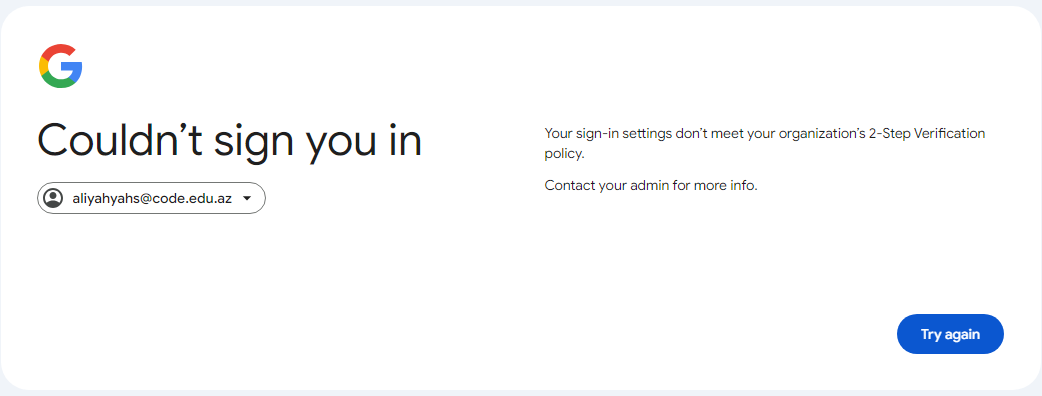 Couldn’t sign you in
aliyahyahs@code.edu.az
Your sign-in settings don’t meet your organization’s 2-Step Verification
policy.
Contact your admin for more info.
Try again